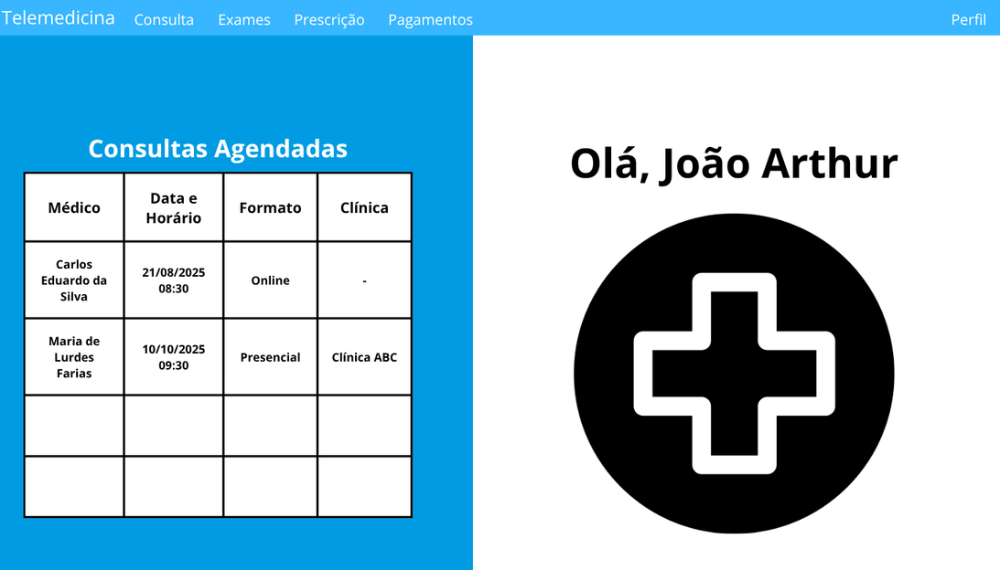 Telemedicina
Consulta
Exames
Prescrição
Pagamentos
Perfil
Consultas Agendadas
Médico
Data e
Horário
Formato
Clínica
Carlos
Eduardo da
Silva
21/08/2025
08:30
Online
-
Maria de
Lurdes
Farias
10/10/2025
09:30
Presencial
Clínica ABC
Olá, João Arthur